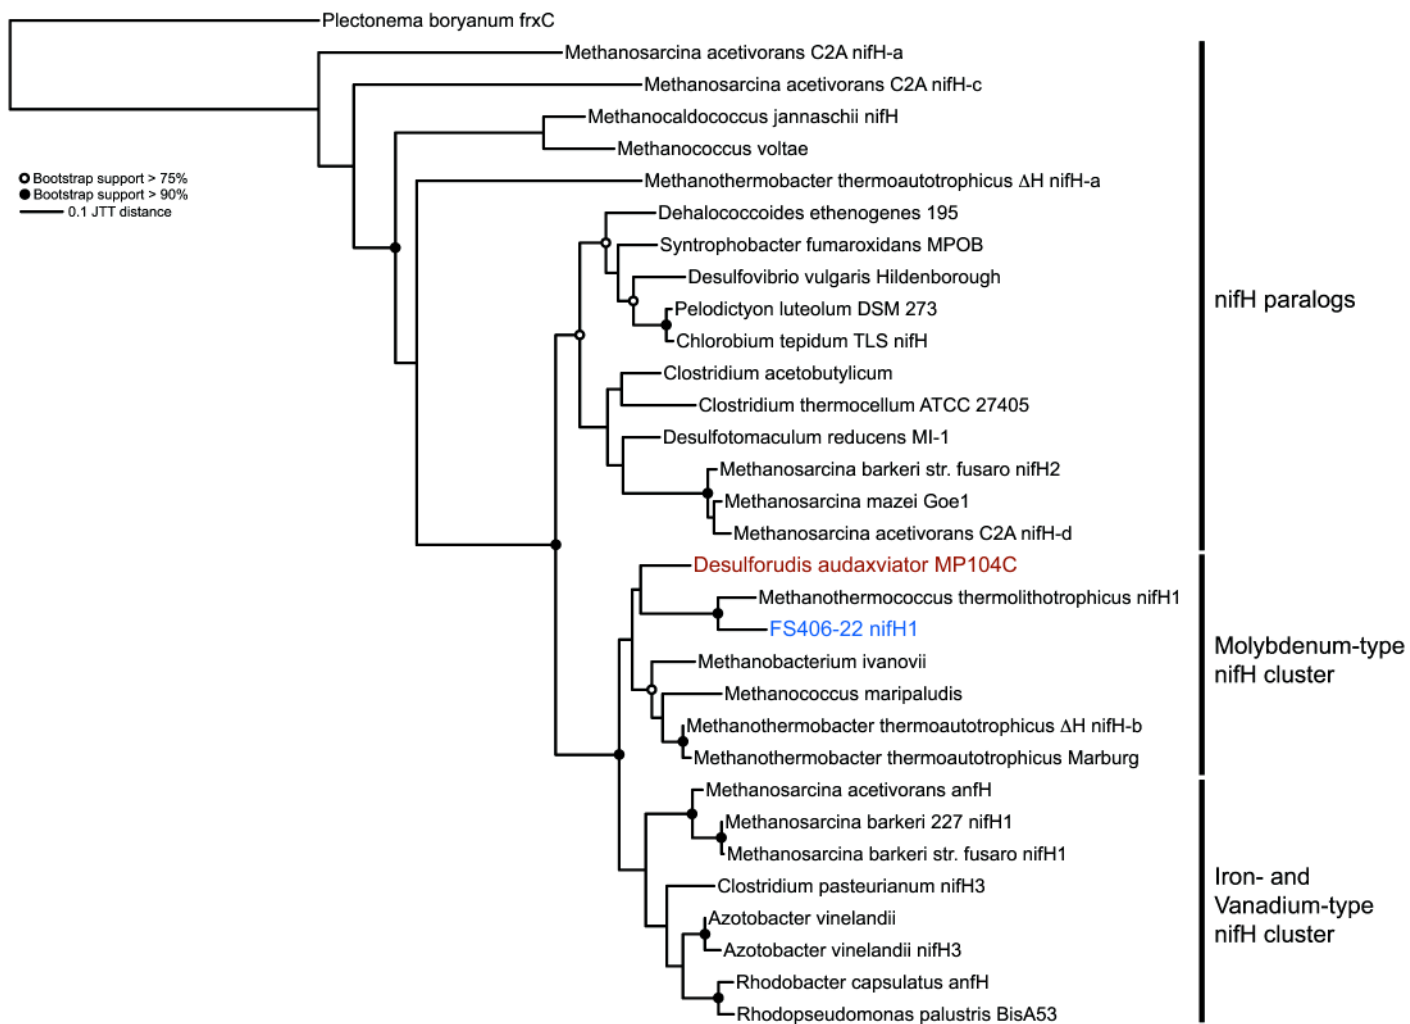 Plectonema boryanum frxC
Methanosarcina acetivorans C2A nifH-a
Methanosarcina acetivorans C2A nifH-c
Methanocaldococcus jannaschii nifH
Methanococcus voltae
Bootstrap support > 75%
Bootstrap support > 90%
0.1 JTT distance
Methanothermobacter thermoautotrophicus ΔH nifH-a
Dehalococcoides ethenogenes 195
Syntrophobacter fumaroxidans MPOB
Desulfovibrio vulgaris Hildenborough
Pelodictyon luteolum DSM 273
Chlorobium tepidum TLS nifH
Clostridium acetobutylicum
Clostridium thermocellum ATCC 27405
Desulfotomaculum reducens MI-1
Methanosarcina barkeri str. fusaro nifH2
Methanosarcina mazei Goe1
Methanosarcina acetivorans C2A nifH-d
nifH paralogs
Desulforudis audaxviator MP104C
Methanothermococcus thermolithotrophicus nifH1
FS406-22 nifH1
Methanobacterium ivanovii
Methanococcus maripaludis
Methanothermobacter thermoautotrophicus ΔH nifH-b
Methanothermobacter thermoautotrophicus Marburg
Molybdenum-type
nifH cluster
Methanosarcina acetivorans anfH
Methanosarcina barkeri 227 nifH1
Methanosarcina barkeri str. fusaro nifH1
Clostridium pasteurianum nifH3
Azotobacter vinelandii
Azotobacter vinelandii nifH3
Rhodobacter capsulatus anfH
Rhodopseudomonas palustris BisA53
Iron- and
Vanadium-type
nifH cluster